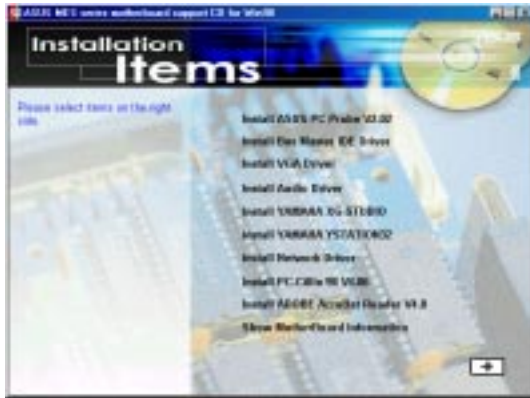 ASUS MES series motherboard support CD for Win98
Installation
Items
Please select items on the right
side.
Install ASUS PC Probe V2.02
Install Bus Master IDE Driver
Install VGA Driver
Install Audio Driver
Install YAMAHA XG STUDIO
Install YAMAHA YSTATION32
Install Network Driver
Install PC-Cillin 98
Install ADOBE Acrobat Reader V4.0
Show Motherboard Information